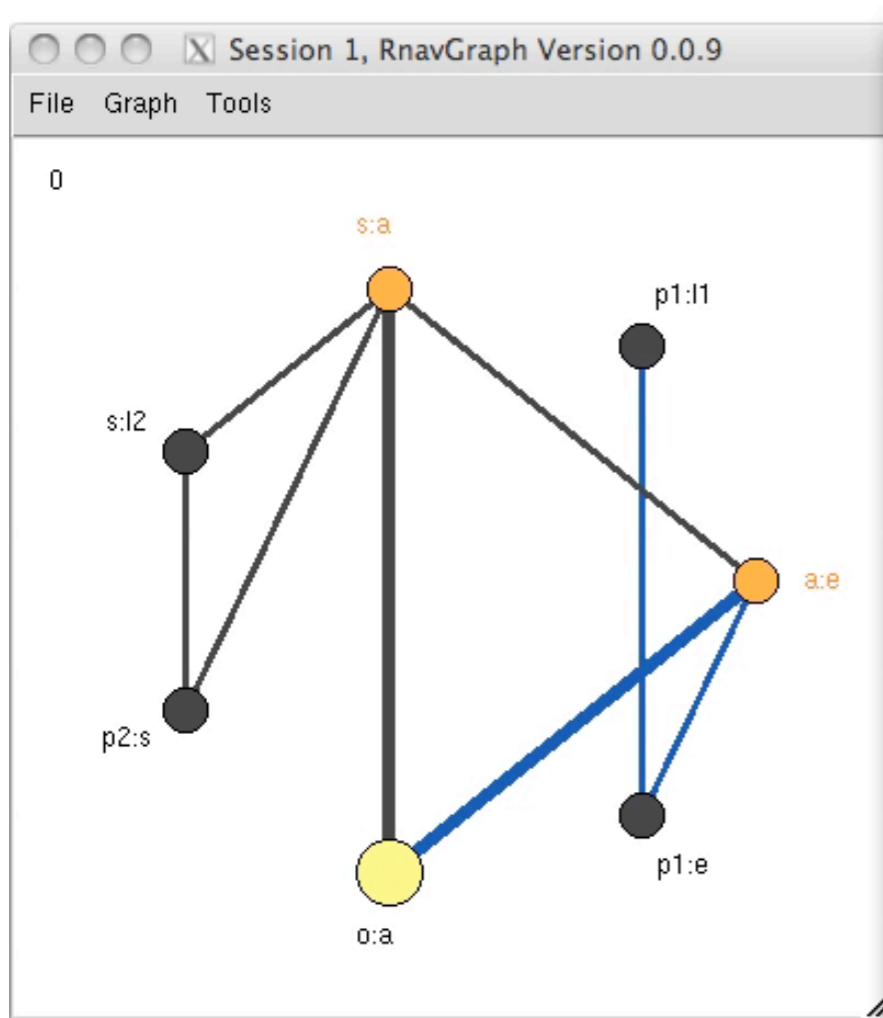 Session 1, RnavGraph Version 0.0.9
File Graph Tools
0
s:a
p1:l1
s:l2
a:e
p2:s
p1:e
o:a